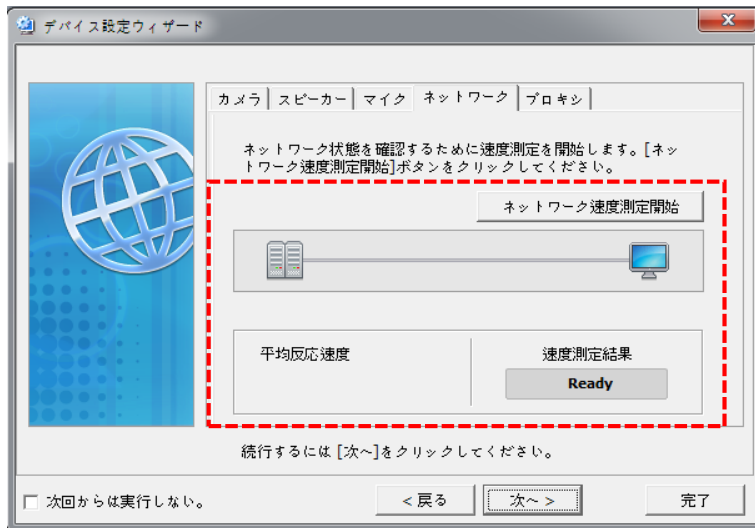 デバイス設定ウィザード
カメラ スピーカー マイク ネットワーク プロキシ
ネットワーク状態を確認するために速度測定を開始します。[ネッ
トワーク速度測定開始]ボタンをクリックしてください。
ネットワーク速度測定開始
平均反応速度
速度測定結果
Ready
続行するには [次へ]をクリックしてください。
次回からは実行しない。
< 戻る
次へ >
完了